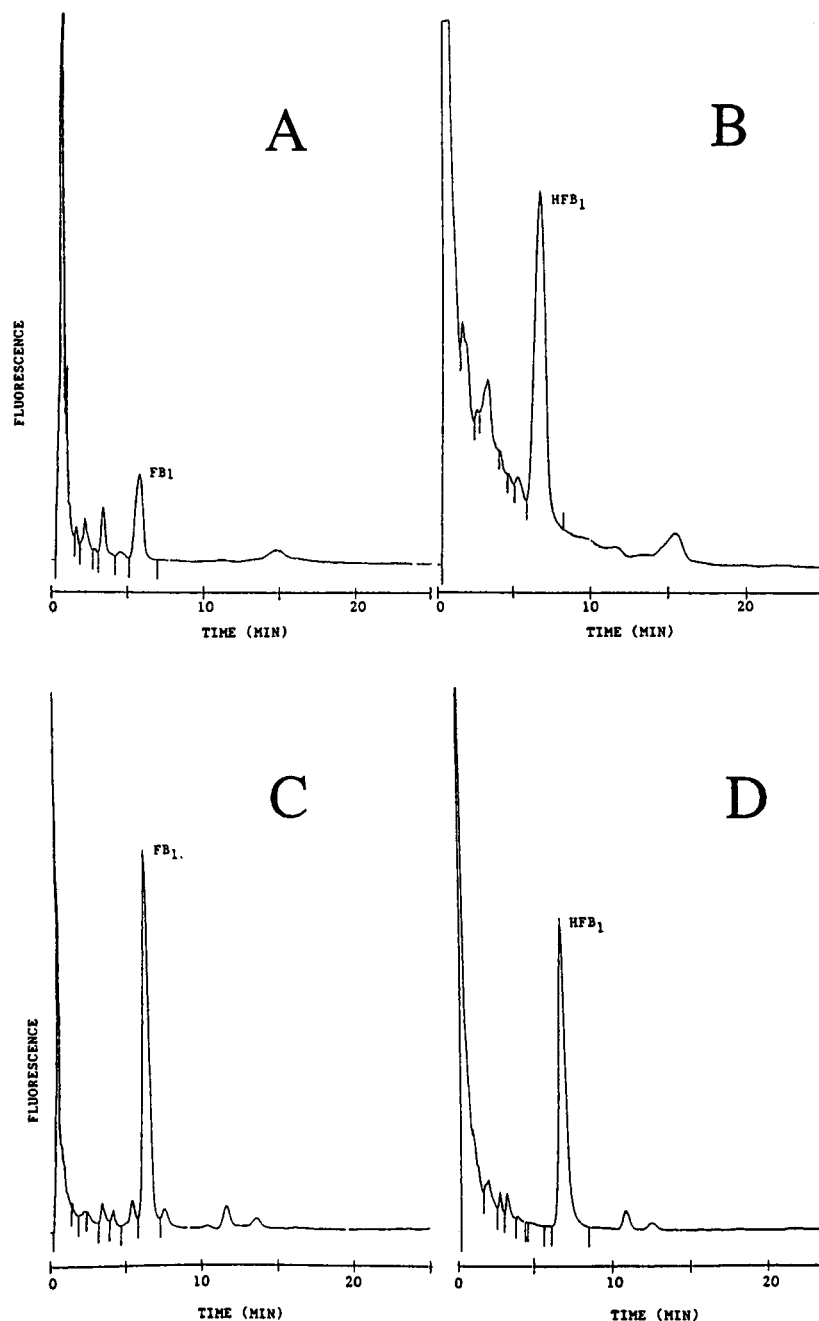 A
B
FLUORESCENCE
FB1
HFB1
0 10 20
TIME (MIN)
0 10 20
TIME (MIN)
C
D
FLUORESCENCE
FB1.
HFB1
0 10 20
TIME (MIN)
0 10 20
TIME (MIN)